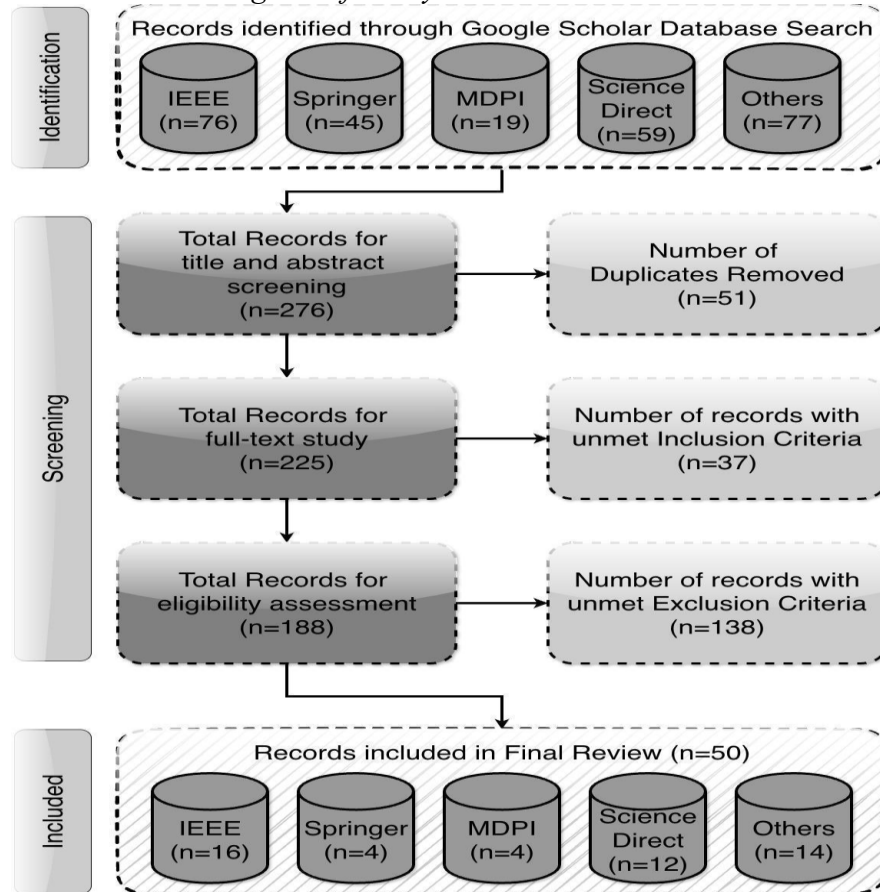 Identification
Records identified through Google Scholar Database Search
IEEE
(n=76)
Springer
(n=45)
MDPI
(n=19)
Science
Direct
(n=59)
Others
(n=77)
Screening
Total Records for
title and abstract
screening
(n=276)
Number of
Duplicates Removed
(n=51)
Total Records for
full-text study
(n=225)
Number of records with
unmet Inclusion Criteria
(n=37)
Total Records for
eligibility assessment
(n=188)
Number of records with
unmet Exclusion Criteria
(n=138)
Included
Records included in Final Review (n=50)
IEEE
(n=16)
Springer
(n=4)
MDPI
(n=4)
Science
Direct
(n=12)
Others
(n=14)